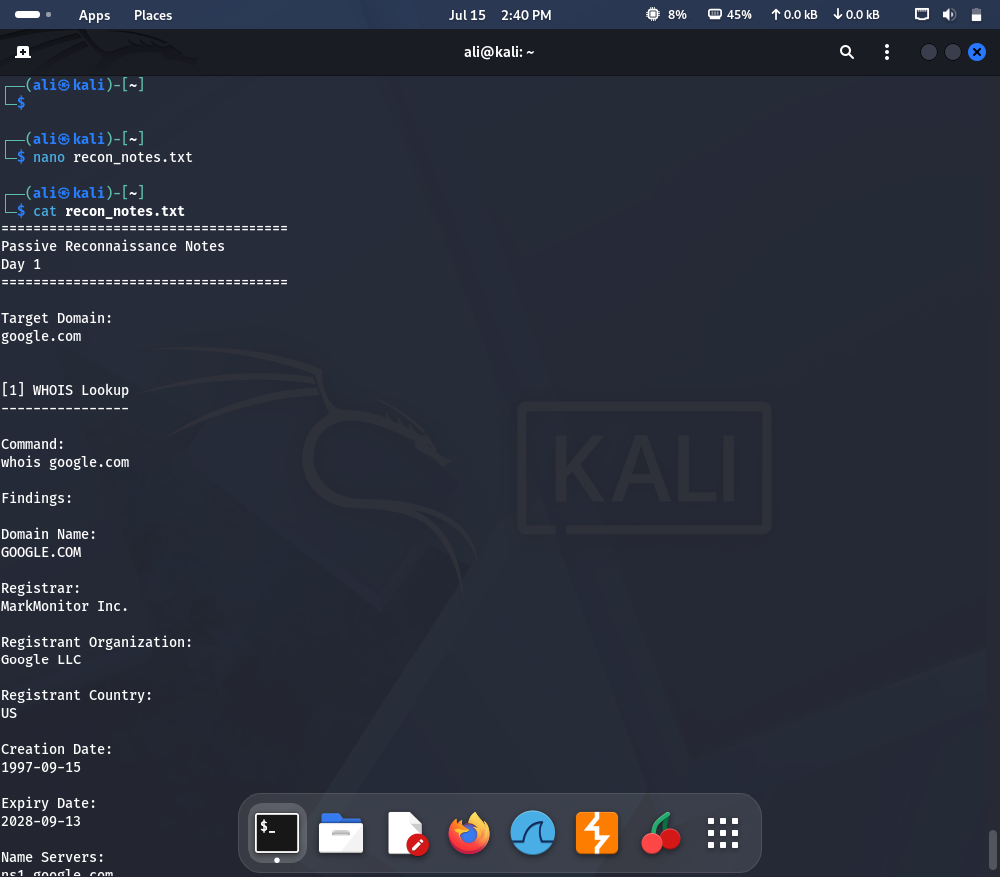 Apps Places Jul 15 2:40 PM 8% 45% 0.0 kB 0.0 kB
ali@kali: ~
┌──(ali㉿kali)-[~]
└─$
┌──(ali㉿kali)-[~]
└─$ nano recon_notes.txt
┌──(ali㉿kali)-[~]
└─$ cat recon_notes.txt
====================================
Passive Reconnaissance Notes
Day 1
====================================
Target Domain:
google.com
[1] WHOIS Lookup
----------------
Command:
whois google.com
Findings:
Domain Name:
GOOGLE.COM
Registrar:
MarkMonitor Inc.
Registrant Organization:
Google LLC
Registrant Country:
US
Creation Date:
1997-09-15
Expiry Date:
2028-09-13
Name Servers:
ns1.google.com
KALI
$_